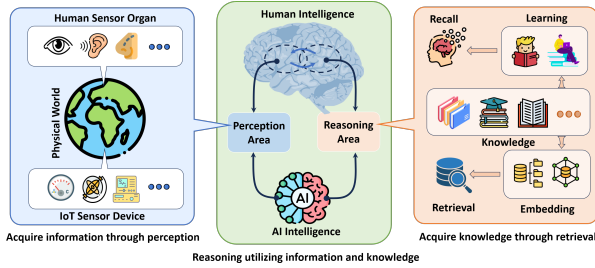 Human Sensor Organ
Physical World
IoT Sensor Device
Acquire information through perception
Human Intelligence
Perception
Area
Reasoning
Area
AI
AI Intelligence
Reasoning utilizing information and knowledge
Recall
Learning
Knowledge
Retrieval
Embedding
Acquire knowledge through retrieval